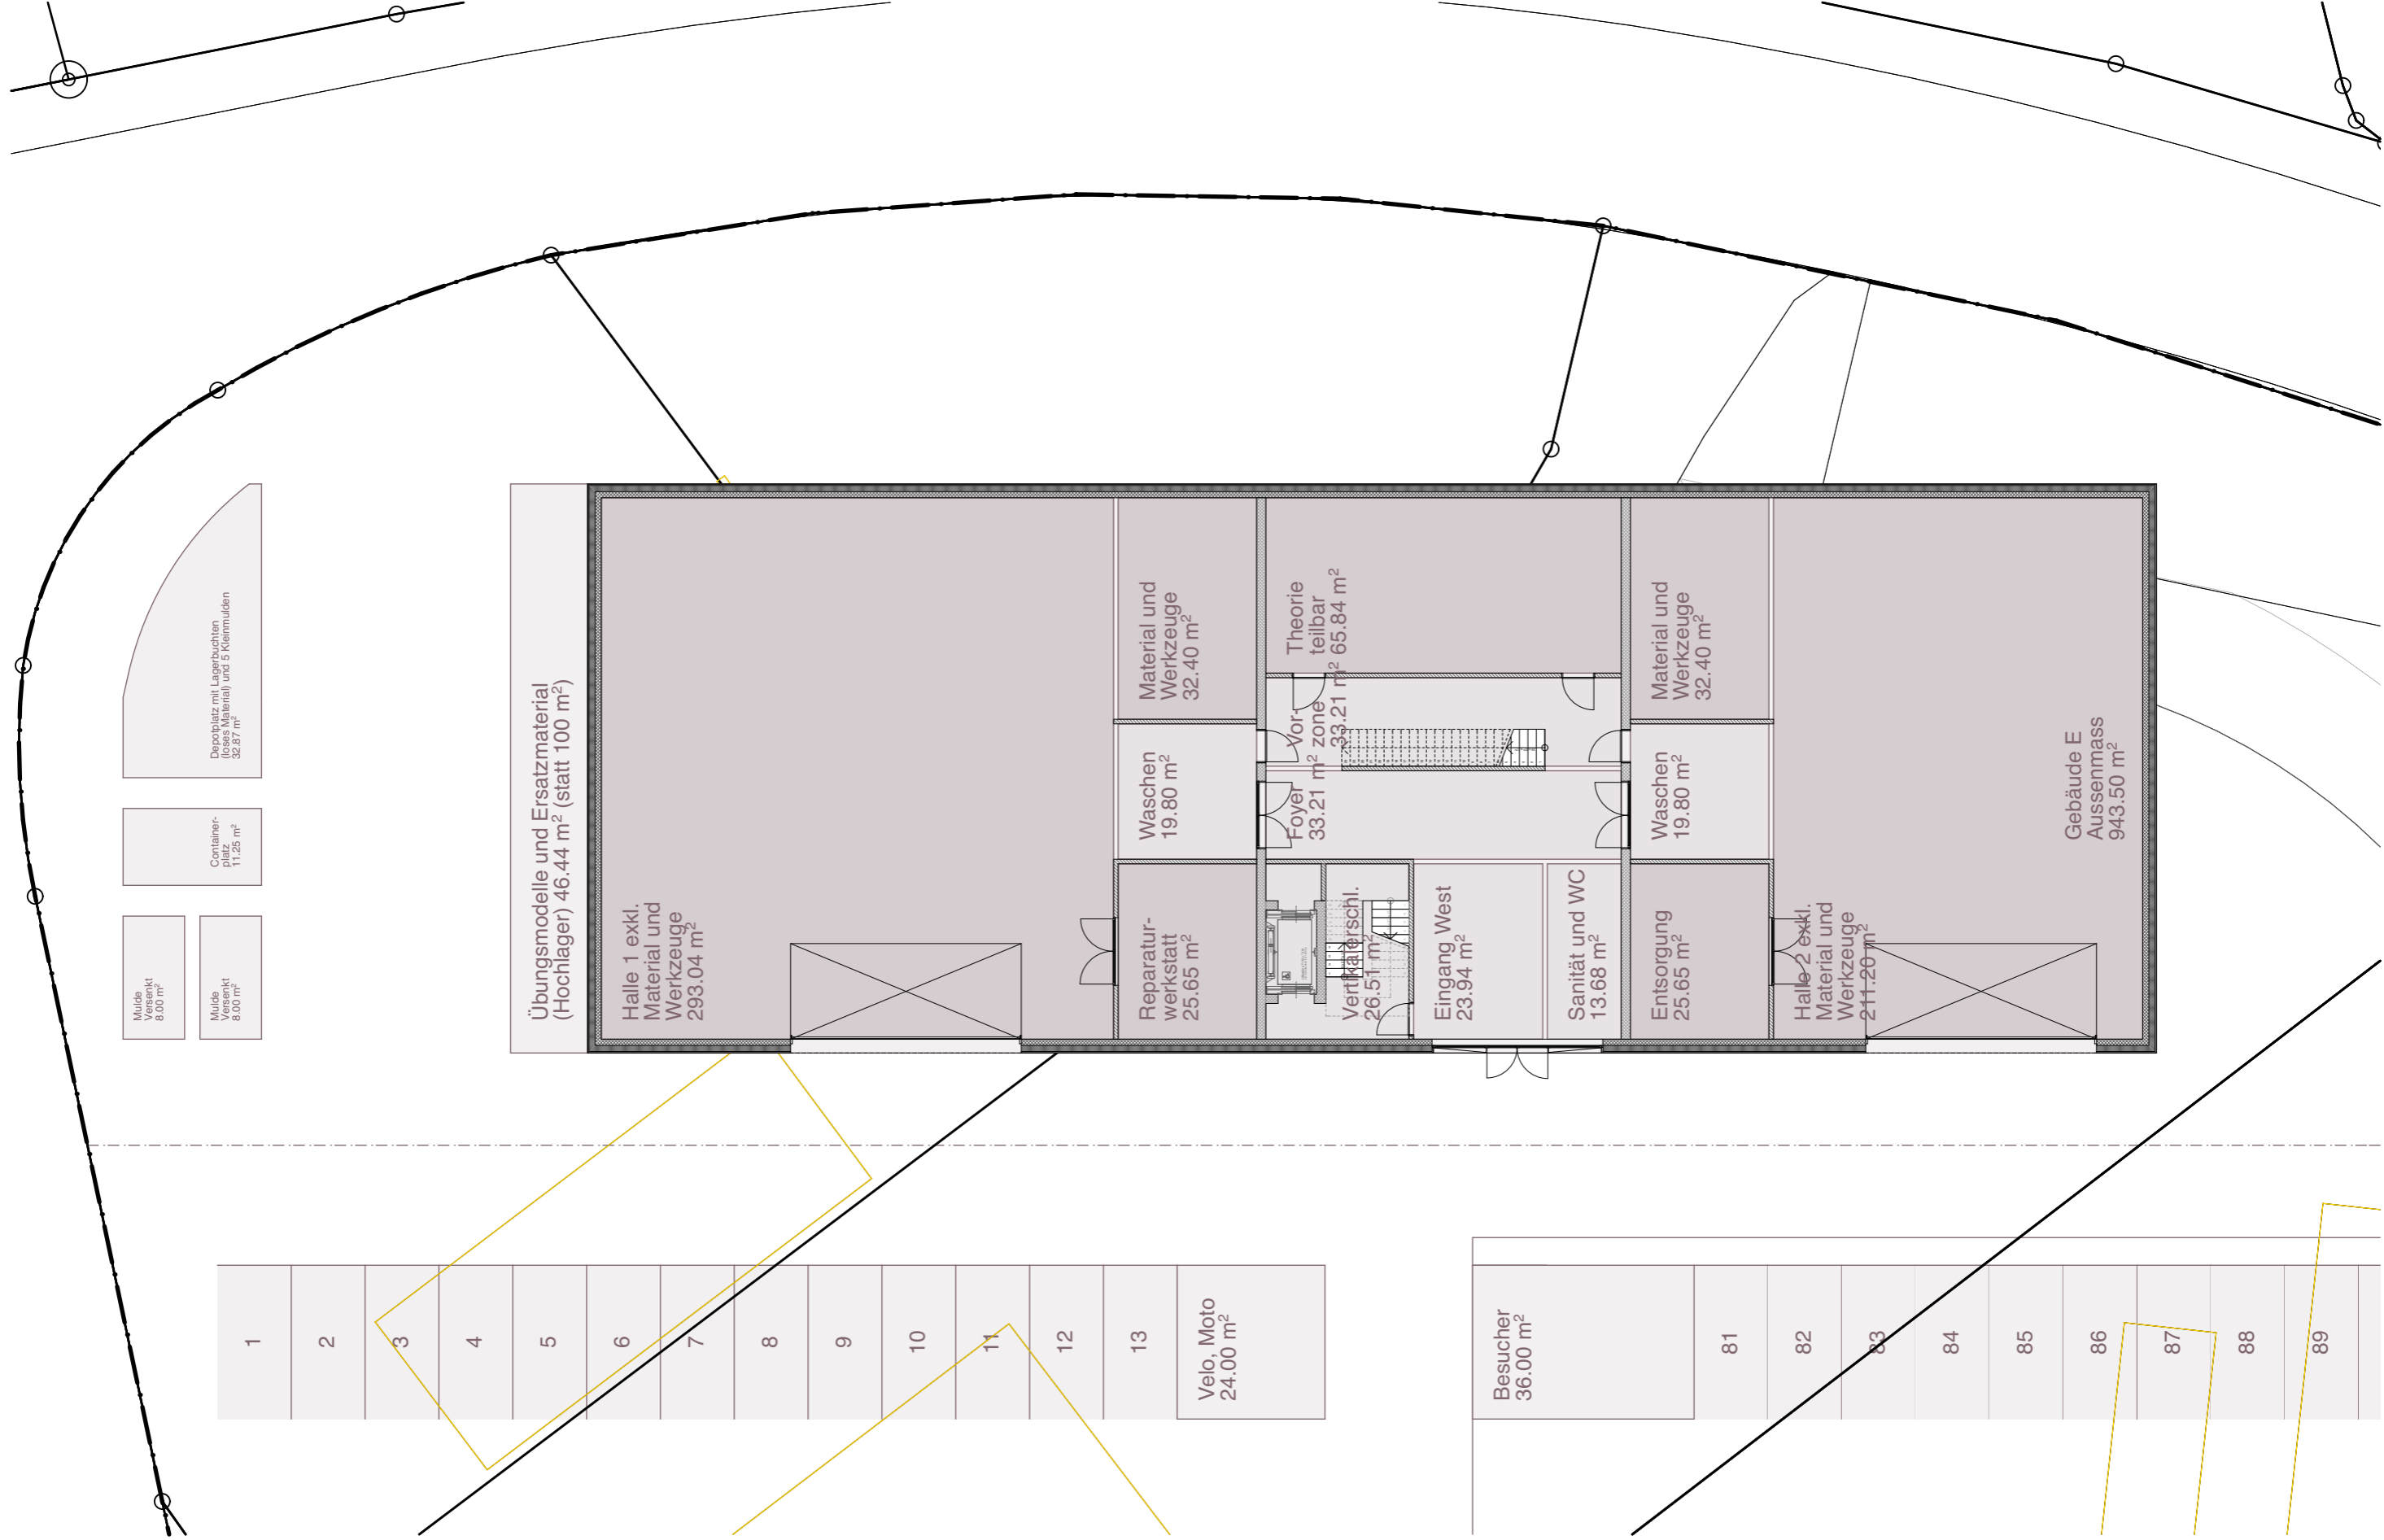 Depotplatz mit Lagerbuchten
(loses Material) und 5 Kleinmulden
32.87 m²
Container-
platz
11.25 m²
Mulde
Versenkt
8.00 m²
Mulde
Versenkt
8.00 m²
Übungsmodelle und Ersatzmaterial
(Hochlager) 46.44 m² (statt 100 m²)
Halle 1 exkl.
Material und
Werkzeuge
293.04 m²
Material und
Werkzeuge
32.40 m²
Waschen
19.80 m²
Reparatur-
werkstatt
25.65 m²
Theorie
teilbar
65.84 m²
Vor-
zone
33.21 m²
Foyer
33.21 m²
Vertikalerschl.
26.51 m²
Eingang West
23.94 m²
Sanität und WC
13.68 m²
Material und
Werkzeuge
32.40 m²
Waschen
19.80 m²
Entsorgung
25.65 m²
Halle 2 exkl.
Material und
Werkzeuge
211.20 m²
Gebäude E
Aussenmass
943.50 m²
1
2
3
4
5
6
7
8
9
10
11
12
13
Velo, Moto
24.00 m²
Besucher
36.00 m²
81
82
83
84
85
86
87
88
89